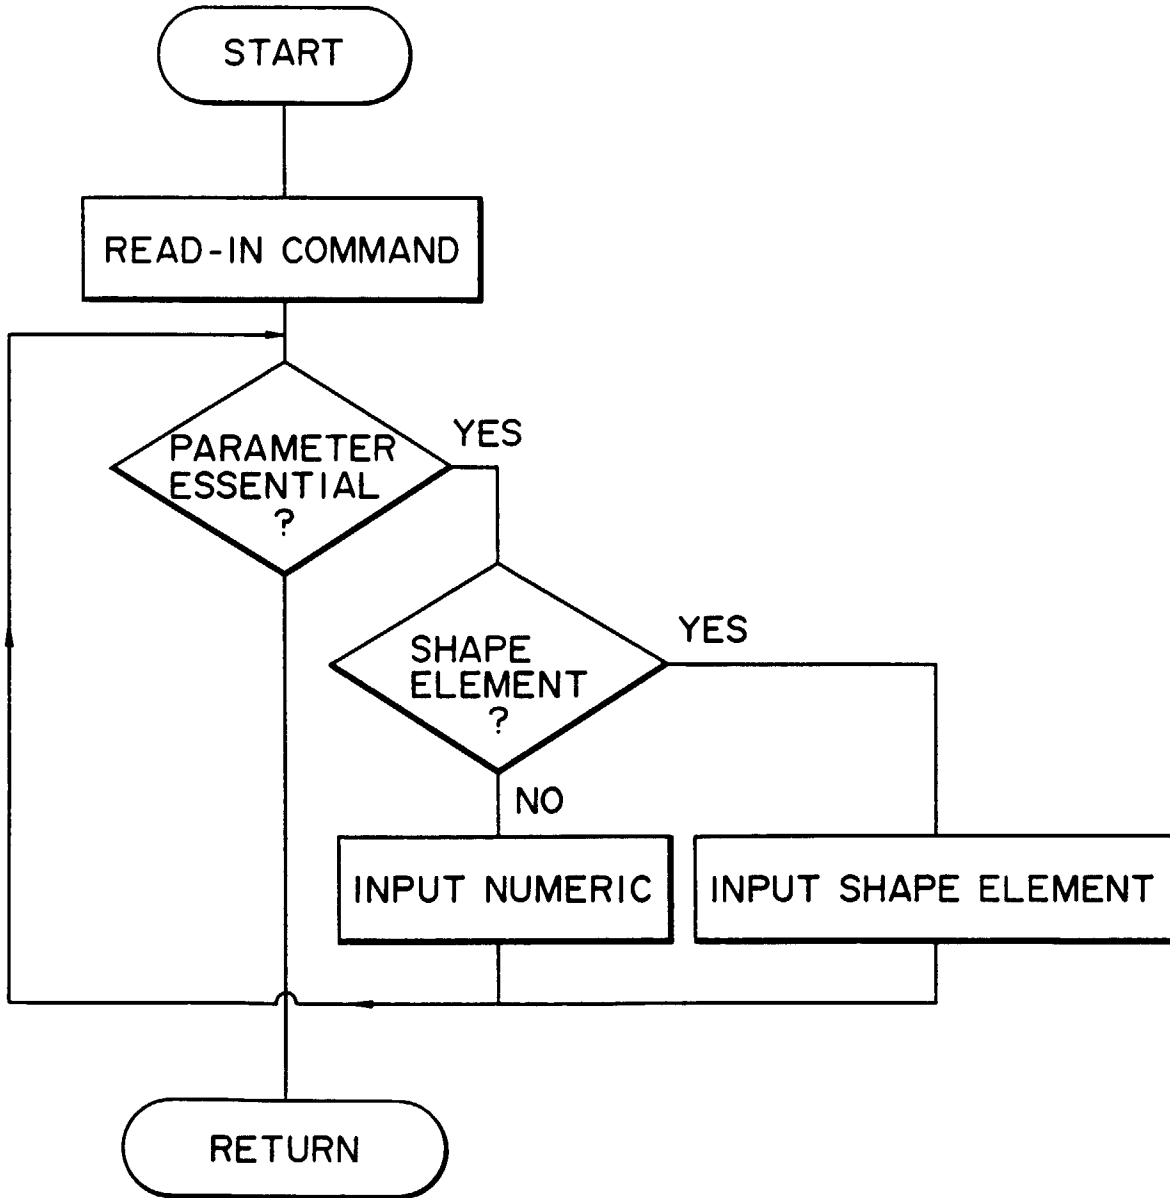 START
READ-IN COMMAND
YES
PARAMETER
ESSENTIAL
?
YES
SHAPE
ELEMENT
?
NO
INPUT NUMERIC
INPUT SHAPE ELEMENT
RETURN